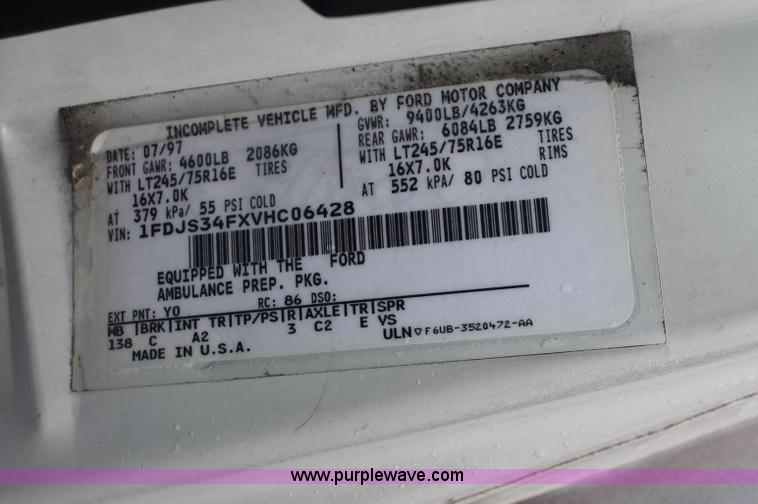 INCOMPLETE VEHICLE MFD. BY FORD MOTOR COMPANY
DATE: 07/97
FRONT GAWR: 4600LB 2086KG
WITH LT245/75R16E TIRES
16X7.0K
AT 379 kPa/ 55 PSI COLD
GVWR: 9400LB/4263KG
REAR GAWR: 6084LB 2759KG
WITH LT245/75R16E TIRES
16X7.0K RIMS
AT 552 kPa/ 80 PSI COLD
VIN: 1FDJS34FXVHC06428
EQUIPPED WITH THE FORD
AMBULANCE PREP. PKG.
EXT PNT: YO RC: 86 DSO:
WB |BRK|INT TR|TP/PS|R|AXLE|TR|SPR
138 C A2 3 C2 E VS
MADE IN U.S.A.
ULN F6UB-3520472-AA
www.purplewave.com